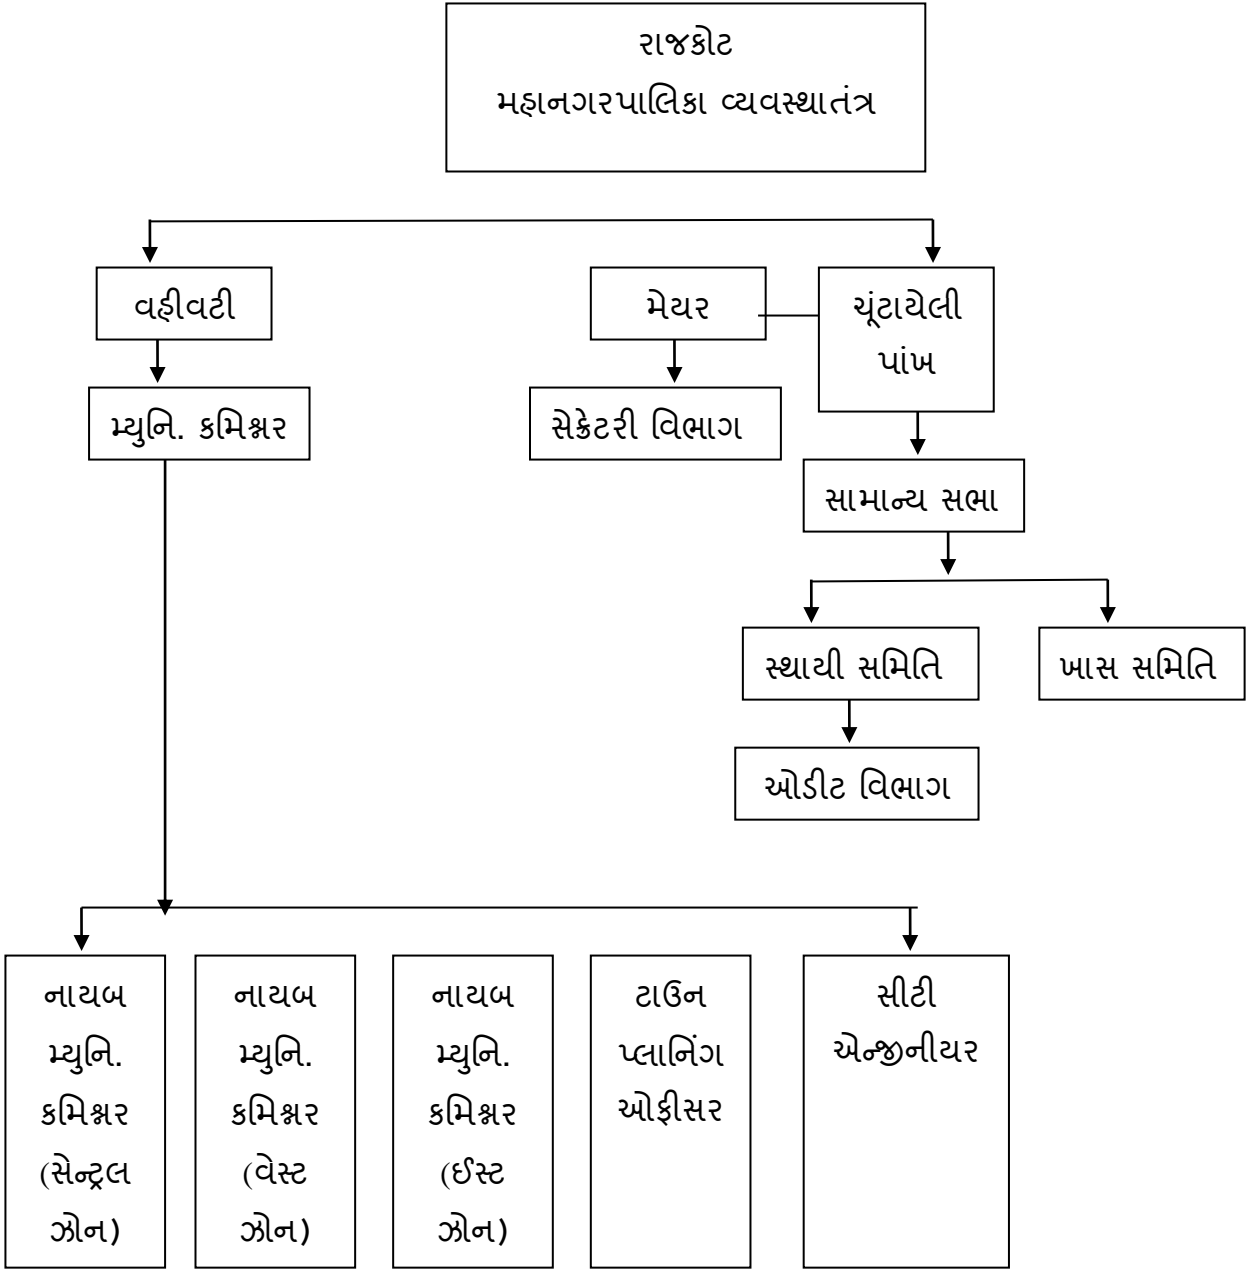 રાજકોટ
મહાનગરપાલિકા વ્યવસ્થાતંત્ર
વહીવટી
મેયર
ચૂંટાયેલી
પાંખ
મ્યુનિ. કમિશ્નર
સેક્રેટરી વિભાગ
સામાન્ય સભા
સ્થાયી સમિતિ
ખાસ સમિતિ
ઓડીટ વિભાગ
નાયબ
મ્યુનિ.
કમિશ્નર
(સેન્ટ્રલ
ઝોન)
નાયબ
મ્યુનિ.
કમિશ્નર
(વેસ્ટ
ઝોન)
નાયબ
મ્યુનિ.
કમિશ્નર
(ઈસ્ટ
ઝોન)
ટાઉન
પ્લાનિંગ
ઓફીસર
સીટી
એન્જીનીયર